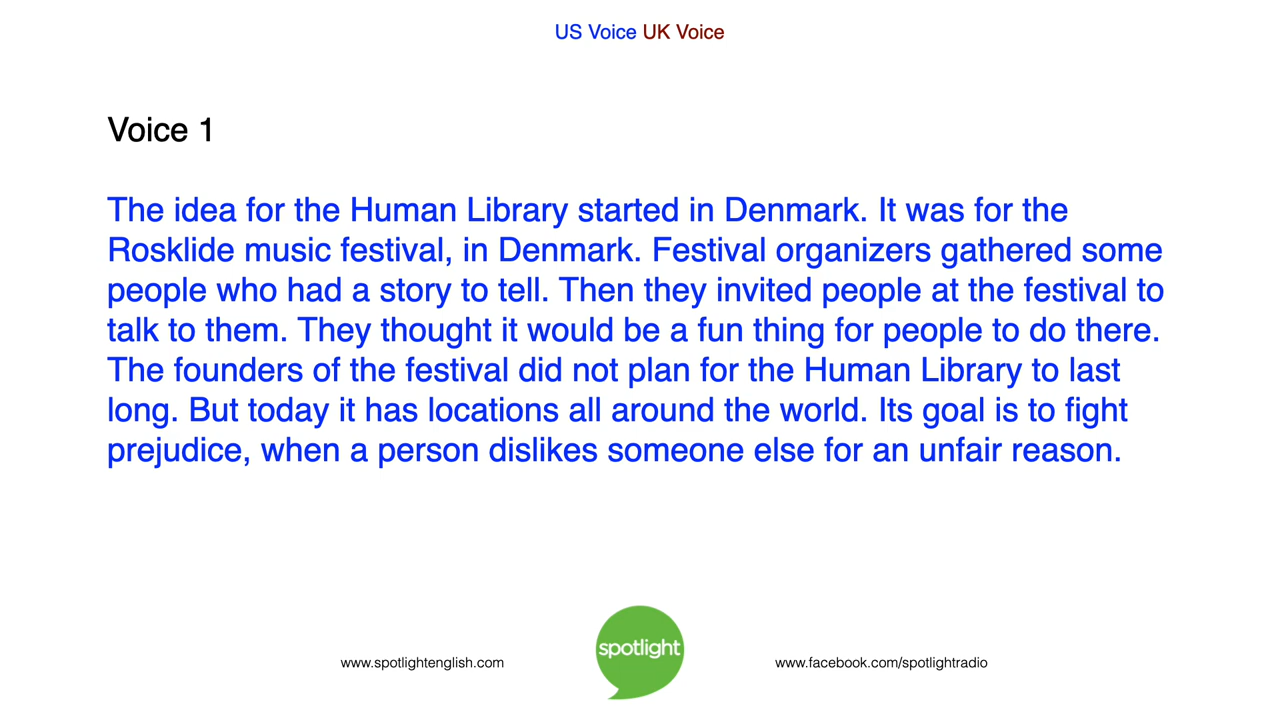 US Voice UK Voice
Voice 1
The idea for the Human Library started in Denmark. It was for the
Rosklide music festival, in Denmark. Festival organizers gathered some
people who had a story to tell. Then they invited people at the festival to
talk to them. They thought it would be a fun thing for people to do there.
The founders of the festival did not plan for the Human Library to last
long. But today it has locations all around the world. Its goal is to fight
prejudice, when a person dislikes someone else for an unfair reason.
www.spotlightenglish.com
spotlight
www.facebook.com/spotlightradio